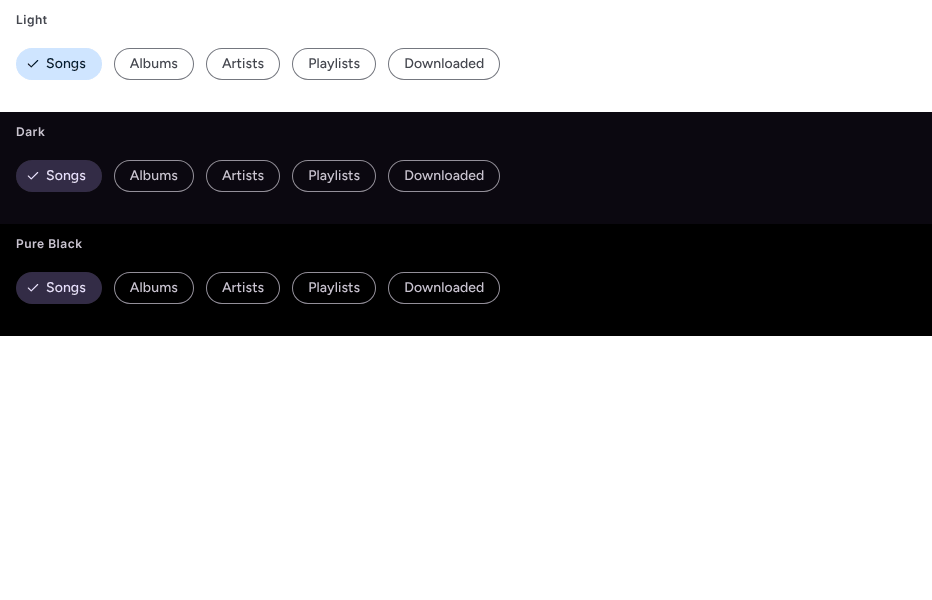 Light
Songs Albums Artists Playlists Downloaded
Dark
Songs Albums Artists Playlists Downloaded
Pure Black
Songs Albums Artists Playlists Downloaded